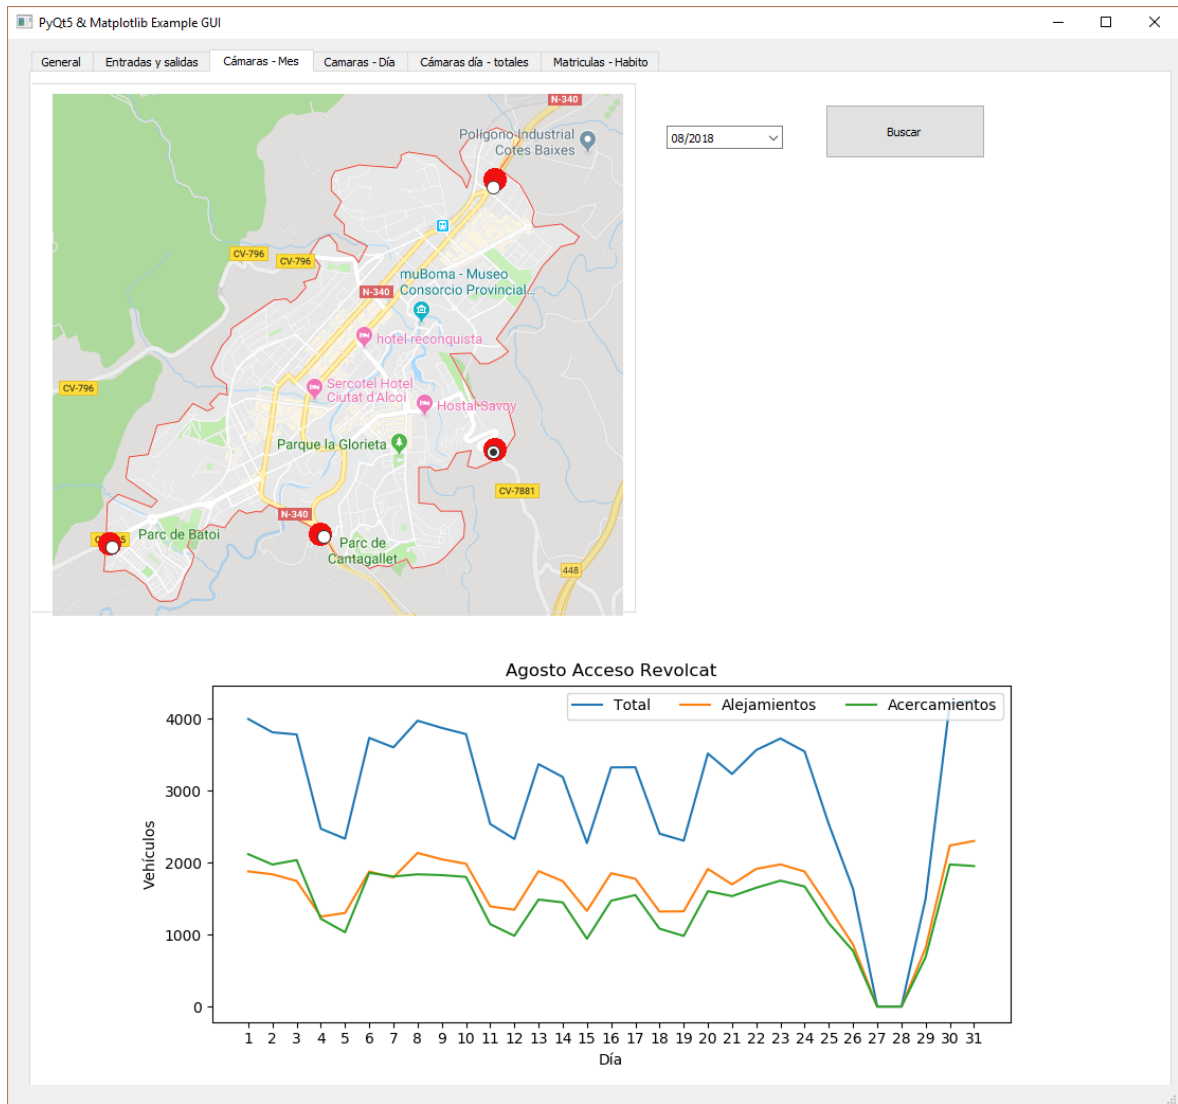 PyQt5 & Matplotlib Example GUI
General
Entradas y salidas
Cámaras - Mes
Camaras - Día
Cámaras día - totales
Matriculas - Habito
08/2018
Buscar
N-340
Polígono Industrial
Cotes Baixes
CV-796
CV-796
muBoma - Museo
Consorcio Provincial...
N-340
hotel reconquista
CV-796
Sercotel Hotel
Ciutat d'Alcoi
Hostal Savoy
Parque la Glorieta
CV-7881
N-340
Parc de Batoi
Parc de
Cantagallet
448
Agosto Acceso Revolcat
Total
Alejamientos
Acercamientos
4000
3000
2000
1000
0
Vehículos
1 2 3 4 5 6 7 8 9 10 11 12 13 14 15 16 17 18 19 20 21 22 23 24 25 26 27 28 29 30 31
Día